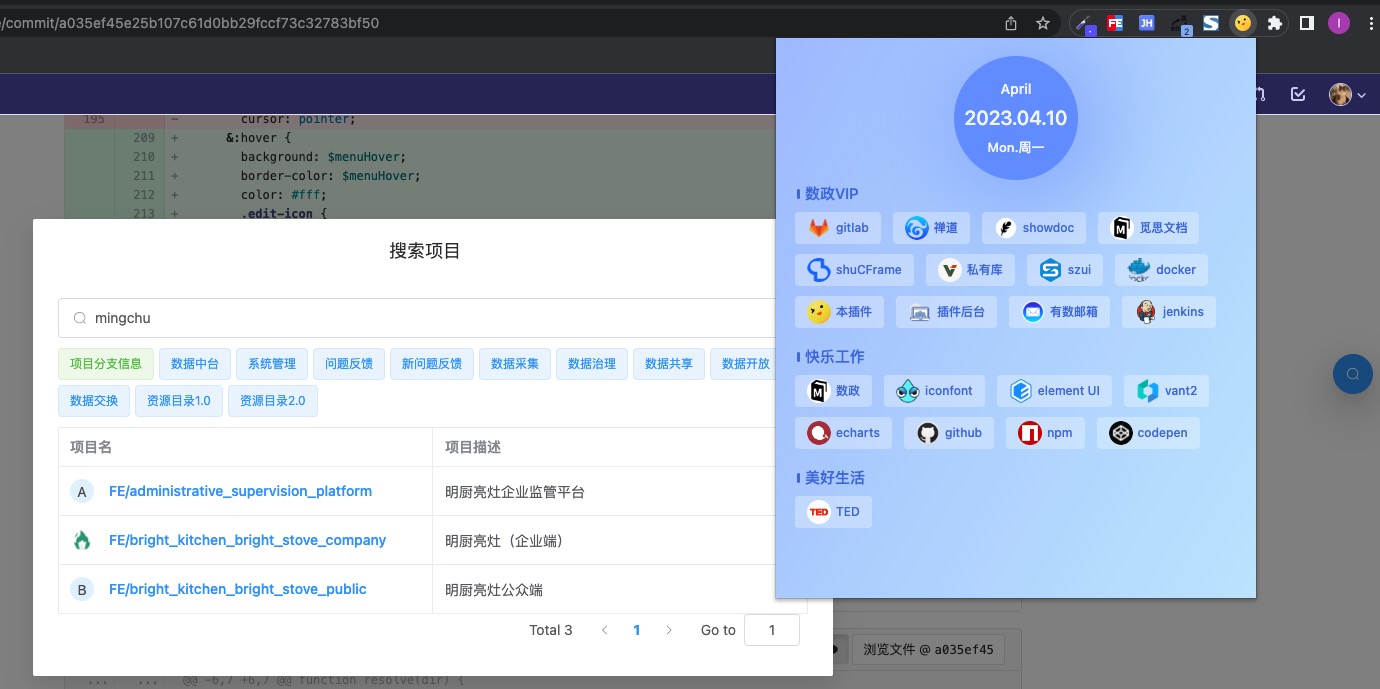 /commit/a035ef45e25b107c61d0bb29fccf73c32783bf50
FE
JH
2
S
I
195 - cursor: pointer;
209 + &:hover {
210 + background: $menuHover;
211 + border-color: $menuHover;
212 + color: #fff;
213 + .edit-icon {
搜索项目
mingchu
项目分支信息 数据中台 系统管理 问题反馈 新问题反馈 数据采集 数据治理 数据共享 数据开放
数据交换 资源目录1.0 资源目录2.0
项目名 项目描述
A FE/administrative_supervision_platform 明厨亮灶企业监管平台
FE/bright_kitchen_bright_stove_company 明厨亮灶（企业端）
B FE/bright_kitchen_bright_stove_public 明厨亮灶公众端
Total 3 < 1 > Go to 1
April
2023.04.10
Mon.周一
数政VIP
gitlab 禅道 showdoc 觅思文档
shuCFrame 私有库 szui docker
本插件 插件后台 有数邮箱 jenkins
快乐工作
数政 iconfont element UI vant2
echarts github npm codepen
美好生活
TED TED
浏览文件 @ a035ef45
... ... @@ -6,7 +6,7 @@ function resolve(dir) {